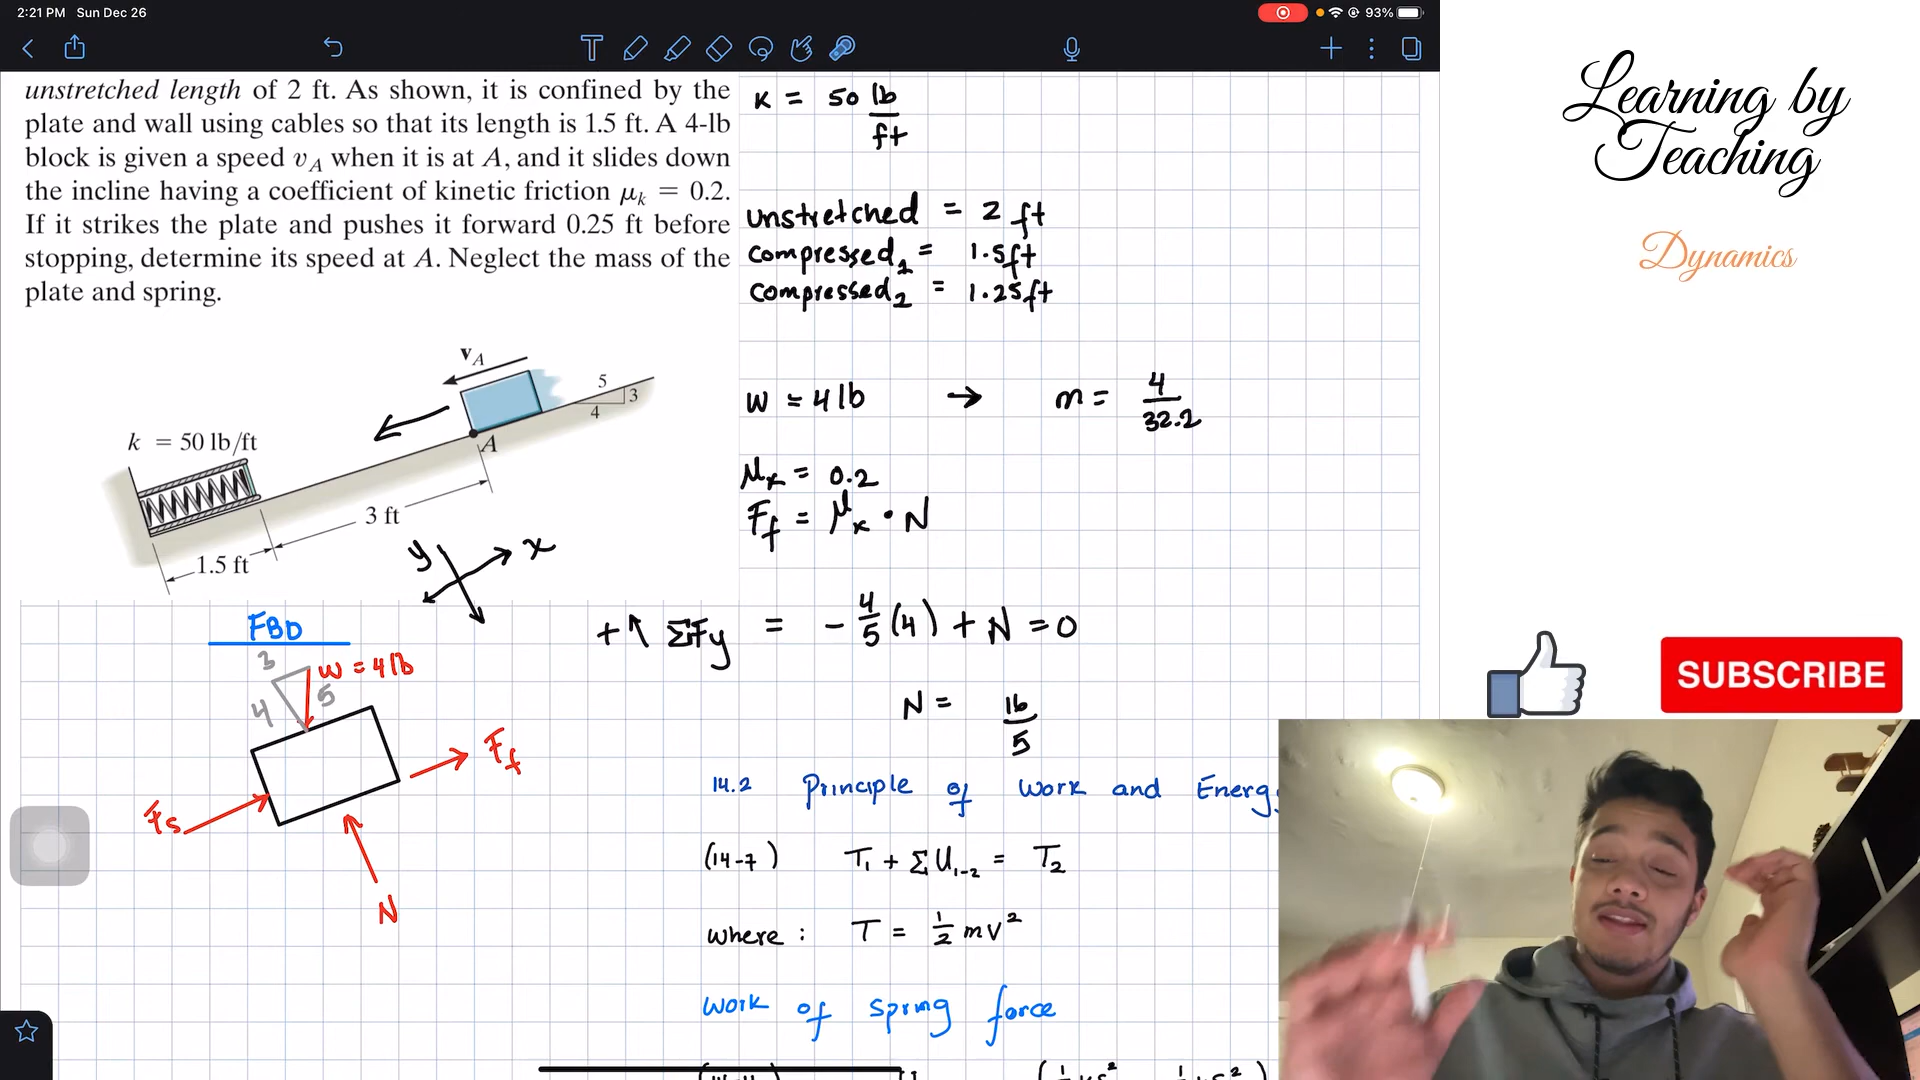 2:21 PM Sun Dec 26
93%
unstretched length of 2 ft. As shown, it is confined by the
plate and wall using cables so that its length is 1.5 ft. A 4-lb
block is given a speed vA when it is at A, and it slides down
the incline having a coefficient of kinetic friction μk = 0.2.
If it strikes the plate and pushes it forward 0.25 ft before
stopping, determine its speed at A. Neglect the mass of the
plate and spring.
vA
5
3
4
A
k = 50 lb/ft
3 ft
1.5 ft
y
x
FBD
3
W = 4 lb
4
5
Ff
Fs
N
K = 50 lb/ft
unstretched = 2 ft
compressed1 = 1.5ft
compressed2 = 1.25ft
W = 4 lb → m = 4/32.2
μk = 0.2
Ff = μk • N
+↑ ΣFy = - 4/5 (4) + N = 0
N = 16/5
14.2 Principle of Work and Energy
(14-7) T1 + ΣU1-2 = T2
where: T = 1/2 mv²
Work of spring force
Learning by
Teaching
Dynamics
SUBSCRIBE